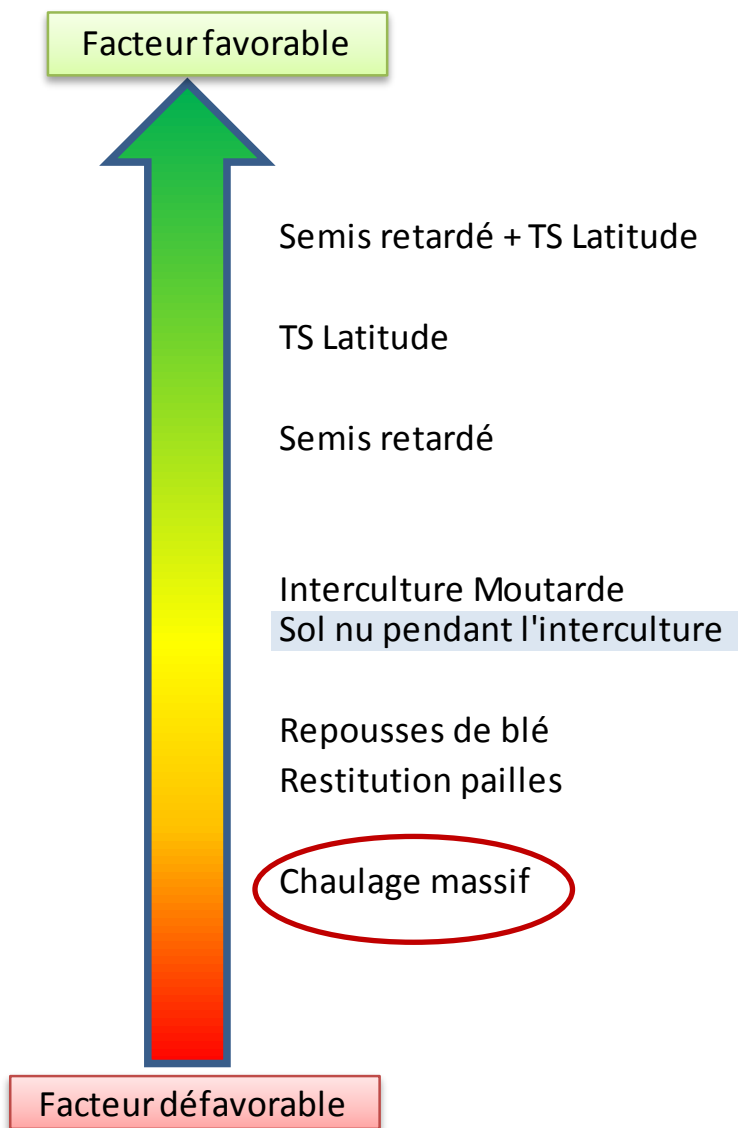 Facteur favorable
Semis retardé + TS Latitude
TS Latitude
Semis retardé
Interculture Moutarde
Sol nu pendant l'interculture
Repousses de blé
Restitution pailles
Chaulage massif
Facteur défavorable